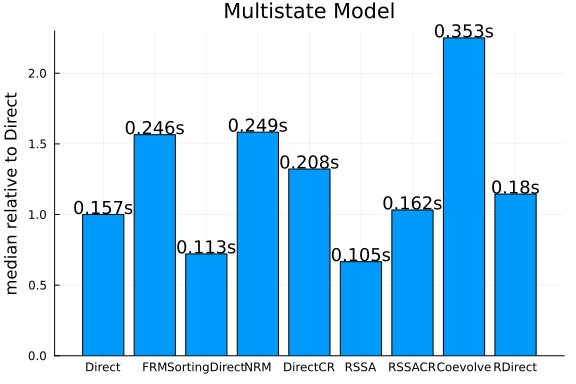 Multistate Model
median relative to Direct
2.0
1.5
1.0
0.5
0.0
0.157s
0.246s
0.113s
0.249s
0.208s
0.105s
0.162s
0.353s
0.18s
Direct FRM SortingDirect NRM DirectCR RSSA RSSACR Coevolve RDirect